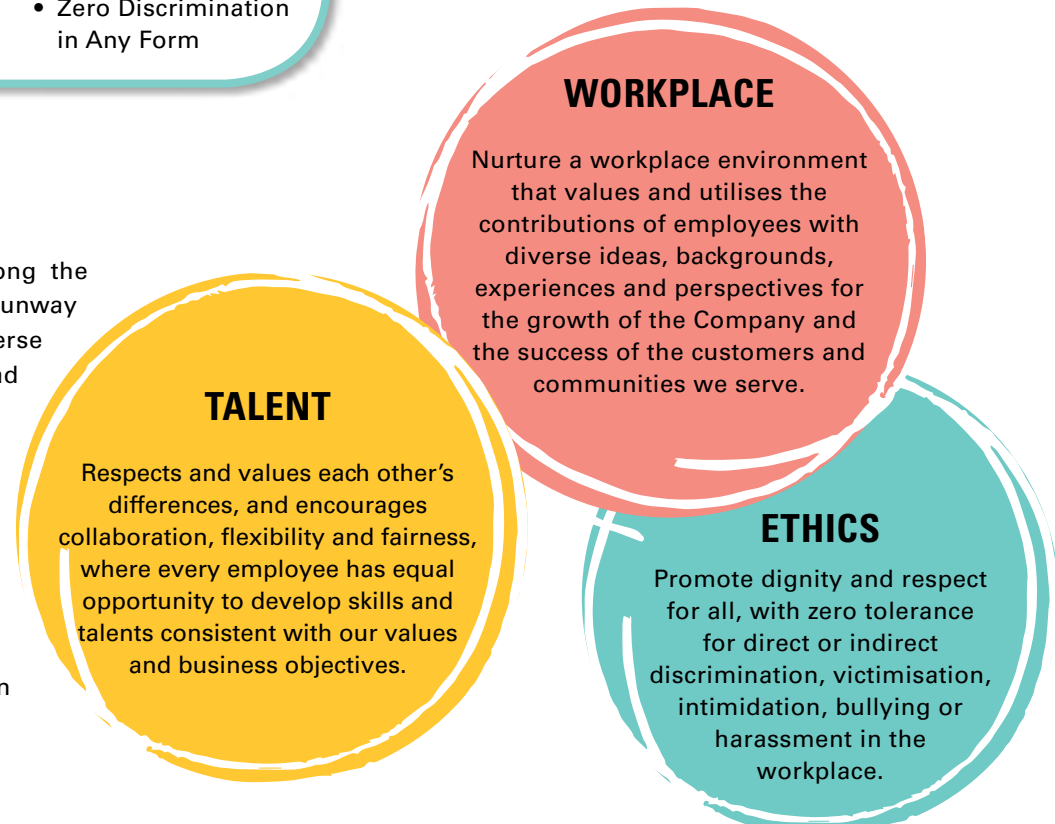 • Zero Discrimination
in Any Form
WORKPLACE
Nurture a workplace environment
that values and utilises the
contributions of employees with
diverse ideas, backgrounds,
experiences and perspectives for
the growth of the Company and
the success of the customers and
communities we serve.
the
TALENT
Respects and values each other’s
differences, and encourages
collaboration, flexibility and fairness,
where every employee has equal
opportunity to develop skills and
talents consistent with our values
and business objectives.
ETHICS
Promote dignity and respect
for all, with zero tolerance
for direct or indirect
discrimination, victimisation,
intimidation, bullying or
harassment in the
workplace.